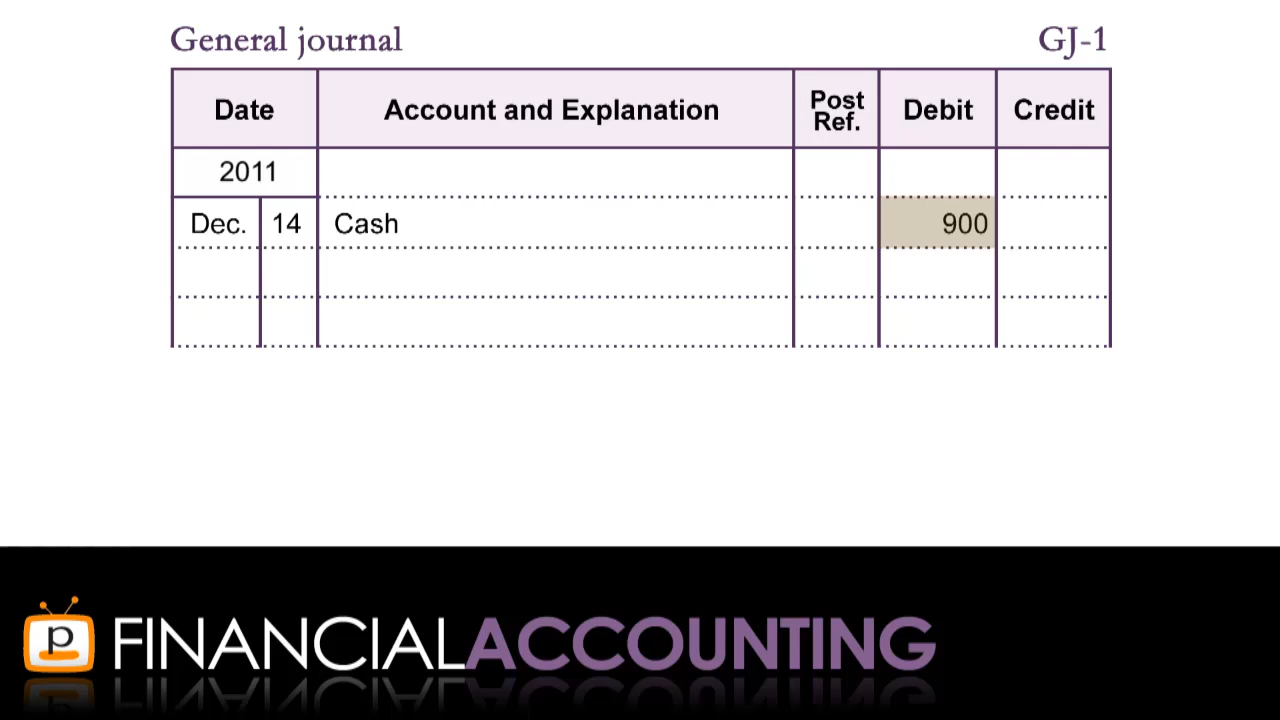 General journal GJ-1
Date Account and Explanation Post Ref. Debit Credit
2011
Dec. 14 Cash 900
p FINANCIALACCOUNTING